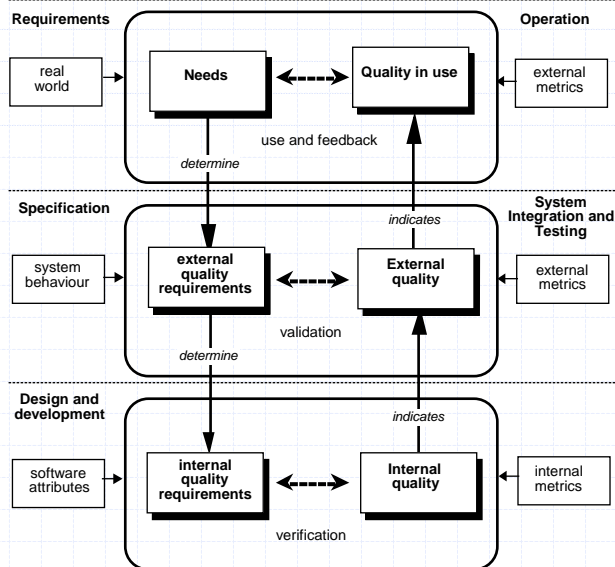 Requirements
Operation
real
world
Needs
Quality in use
external
metrics
use and feedback
determine
indicates
Specification
System
Integration and
Testing
system
behaviour
external
quality
requirements
External
quality
external
metrics
validation
determine
indicates
Design and
development
software
attributes
internal
quality
requirements
Internal
quality
internal
metrics
verification